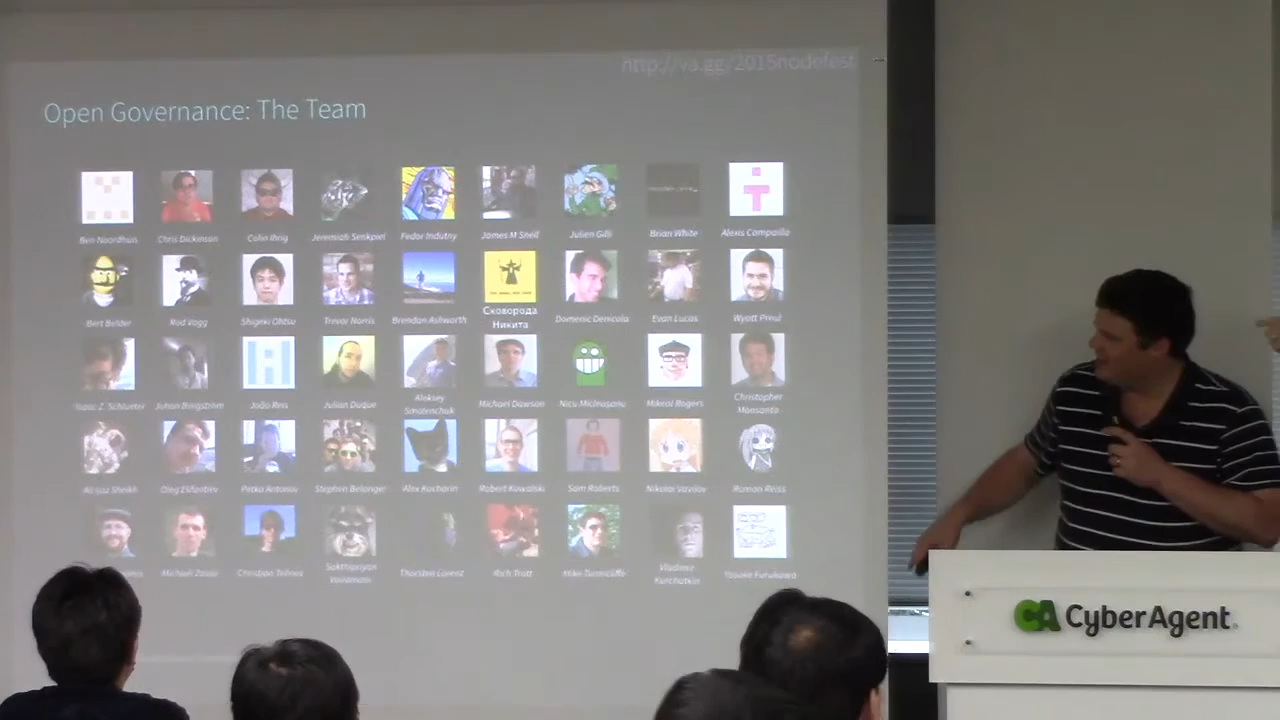 http://va.gg/2015nodefest
Open Governance: The Team
Ben Noordhuis Chris Dickinson Colin Ihrig Jeremiah Senkpiel Fedor Indutny James M Snell Julien Gilli Brian White Alexis Campailla
Bert Belder Rod Vagg Shigeki Ohtsu Trevor Norris Brendan Ashworth Сковорода Никита Domenic Denicola Evan Lucas Wyatt Preul
Isaac Z. Schlueter Johan Bergström João Reis Julian Duque Aleksey Smolenchuk Michael Dawson Nicu Micleușanu Mikeal Rogers Christopher Monsanto
Ali Ijaz Sheikh Oleg Elifantiev Petka Antonov Stephen Belanger Alex Kocharin Robert Kowalski Sam Roberts Nikolai Vavilov Roman Reiss
Michael Zasso Christian Tellnes Sakthipriyan Vairamani Thorsten Lorenz Rich Trott Mike Tunnicliffe Vladimir Kurchatkin Yosuke Furukawa
CA CyberAgent.